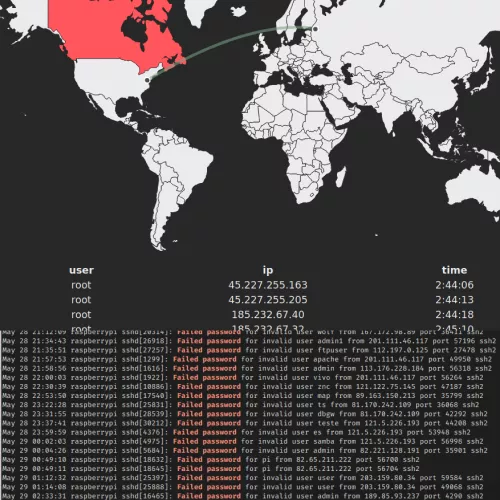 user ip time
root 45.227.255.163 2:44:06
root 45.227.255.205 2:44:13
root 185.232.67.40 2:44:18
root 185.232.67.32 2:45:10
May 28 21:12:09 raspberrypi sshd[20314]: Failed password for invalid user wolf from 167.172.98.89 port ssh2
May 28 21:34:43 raspberrypi sshd[26918]: Failed password for invalid user admin1 from 201.111.46.117 port 57196 ssh2
May 28 21:35:51 raspberrypi sshd[27257]: Failed password for invalid user ftpuser from 112.197.0.125 port 27478 ssh2
May 28 21:57:53 raspberrypi sshd[1299]: Failed password for invalid user apache from 201.111.46.117 port 49950 ssh2
May 28 21:58:56 raspberrypi sshd[1616]: Failed password for invalid user admin from 113.176.228.184 port 56318 ssh2
May 28 22:00:03 raspberrypi sshd[1922]: Failed password for invalid user vivo from 201.111.46.117 port 56264 ssh2
May 28 22:30:39 raspberrypi sshd[10886]: Failed password for invalid user znc from 121.122.75.145 port 47187 ssh2
May 28 22:53:50 raspberrypi sshd[17540]: Failed password for invalid user map from 89.163.150.213 port 35799 ssh2
May 28 23:22:28 raspberrypi sshd[25831]: Failed password for invalid user ts from 81.170.242.109 port 36068 ssh2
May 28 23:31:55 raspberrypi sshd[28539]: Failed password for invalid user dbgw from 81.170.242.109 port 42292 ssh2
May 28 23:37:41 raspberrypi sshd[30212]: Failed password for invalid user teste from 121.5.226.193 port 44208 ssh2
May 28 23:59:59 raspberrypi sshd[4376]: Failed password for invalid user es from 121.5.226.193 port 53948 ssh2
May 29 00:02:03 raspberrypi sshd[4975]: Failed password for invalid user samba from 121.5.226.193 port 56998 ssh2
May 29 00:04:26 raspberrypi sshd[5684]: Failed password for invalid user admin from 82.221.128.191 port 35901 ssh2
May 29 00:49:10 raspberrypi sshd[18632]: Failed password for pi from 82.65.211.222 port 56700 ssh2
May 29 00:49:11 raspberrypi sshd[18645]: Failed password for pi from 82.65.211.222 port 56704 ssh2
May 29 01:12:32 raspberrypi sshd[25397]: Failed password for invalid user user from 203.159.80.34 port 59584 ssh2
May 29 01:14:08 raspberrypi sshd[25888]: Failed password for invalid user user from 203.159.80.34 port 49068 ssh2
May 29 02:33:31 raspberrypi sshd[16465]: Failed password for invalid user admin from 189.85.93.237 port 4290 ssh2